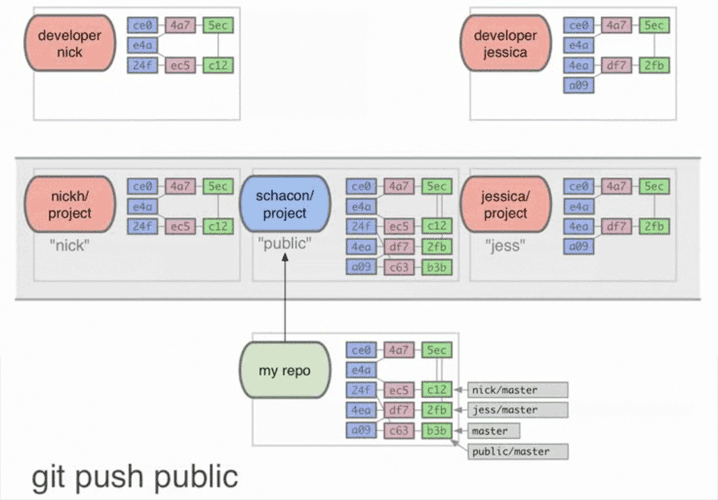 developer
nick
ce0 4a7 5ec
e4a
24f ec5 c12
developer
jessica
ce0 4a7 5ec
e4a
4ea df7 2fb
a09
nickh/
project
"nick"
ce0 4a7 5ec
e4a
24f ec5 c12
schacon/
project
"public"
ce0 4a7 5ec
e4a
24f ec5 c12
4ea df7 2fb
a09 c63 b3b
jessica/
project
"jess"
ce0 4a7 5ec
e4a
4ea df7 2fb
a09
my repo
ce0 4a7 5ec
e4a
24f ec5 c12 nick/master
4ea df7 2fb jess/master
a09 c63 b3b master
public/master
git push public